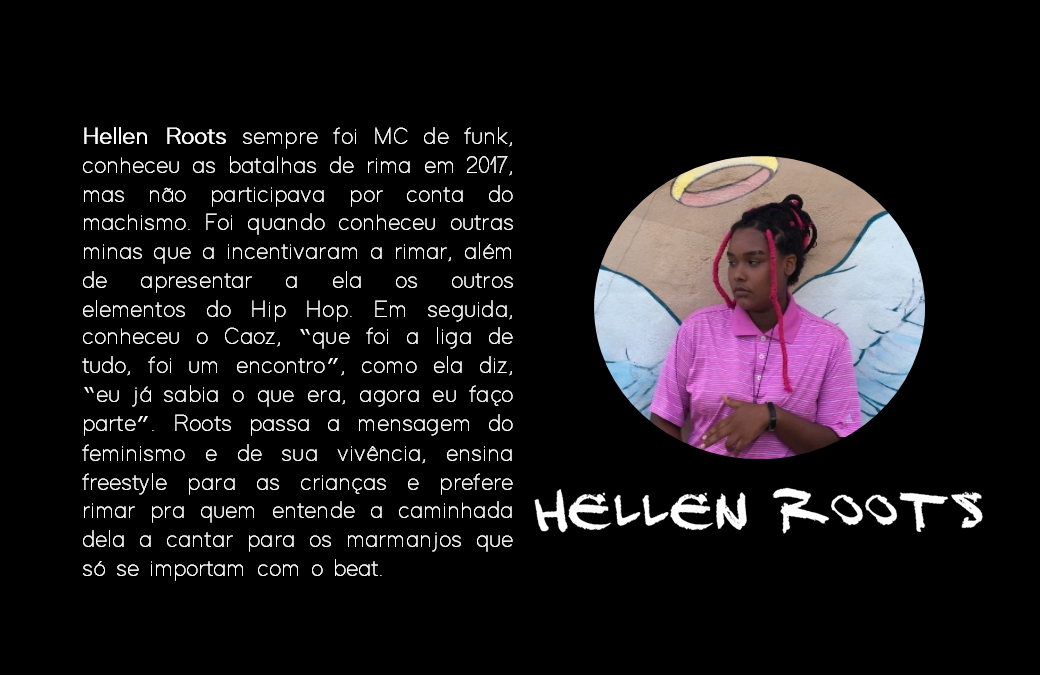 Hellen Roots sempre foi MC de funk,
conheceu as batalhas de rima em 2017,
mas não participava por conta do
machismo. Foi quando conheceu outras
minas que a incentivaram a rimar, além
de apresentar a ela os outros
elementos do Hip Hop. Em seguida,
conheceu o Caoz, “que foi a liga de
tudo, foi um encontro”, como ela diz,
“eu já sabia o que era, agora eu faço
parte”. Roots passa a mensagem do
feminismo e de sua vivência, ensina
freestyle para as crianças e prefere
rimar pra quem entende a caminhada
dela a cantar para os marmanjos que
só se importam com o beat.
HELLEN ROOTS